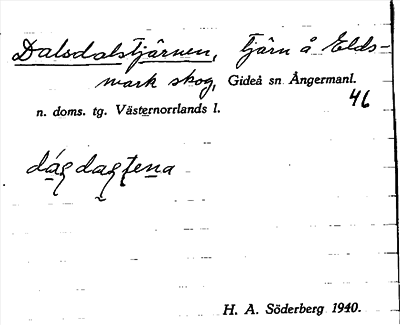 Dalsdalstjärnen, tjärn å Elds-
mark skog, Gideå sn Ångermanl.
46
n. doms. tg. Västernorrlands l.
H. A. Söderberg 1940.